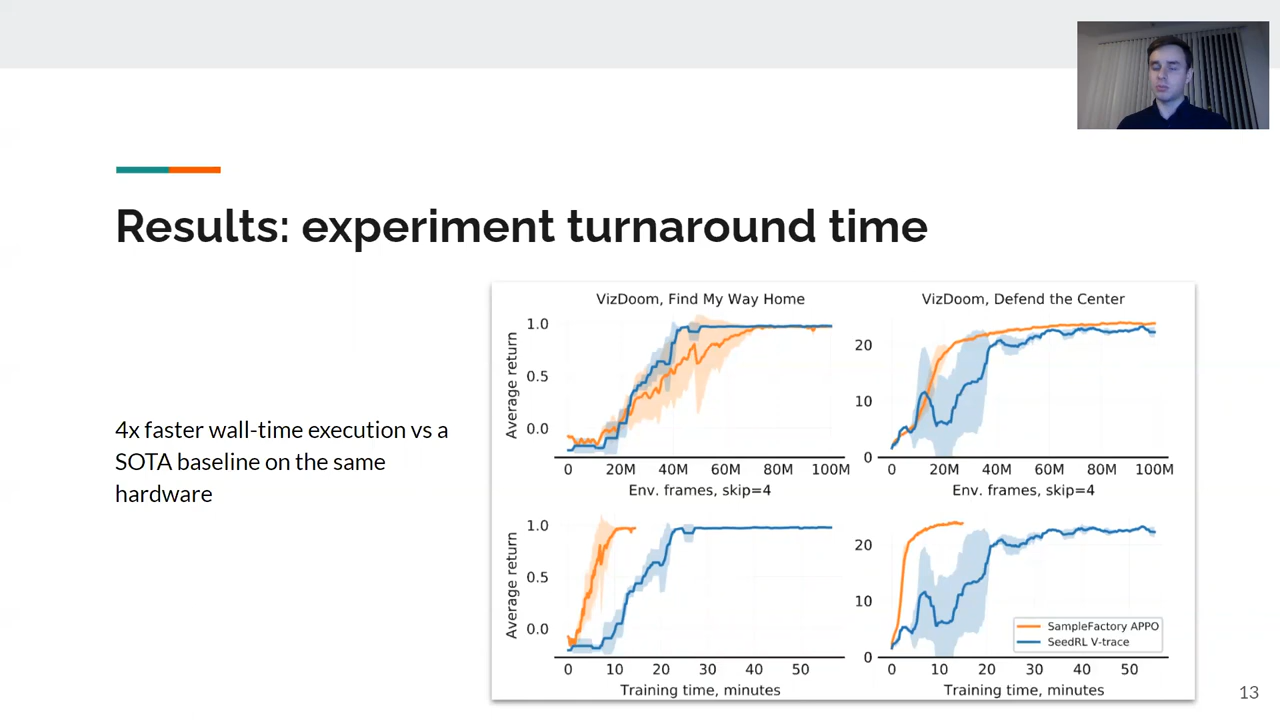 Results: experiment turnaround time
4x faster wall-time execution vs a
SOTA baseline on the same
hardware
VizDoom, Find My Way Home
Average return
1.0
0.5
0.0
0 20M 40M 60M 80M 100M
Env. frames, skip=4
VizDoom, Defend the Center
20
10
0
0 20M 40M 60M 80M 100M
Env. frames, skip=4
Average return
1.0
0.5
0.0
0 10 20 30 40 50
Training time, minutes
20
10
0
SampleFactory APPO
SeedRL V-trace
0 10 20 30 40 50
Training time, minutes
13